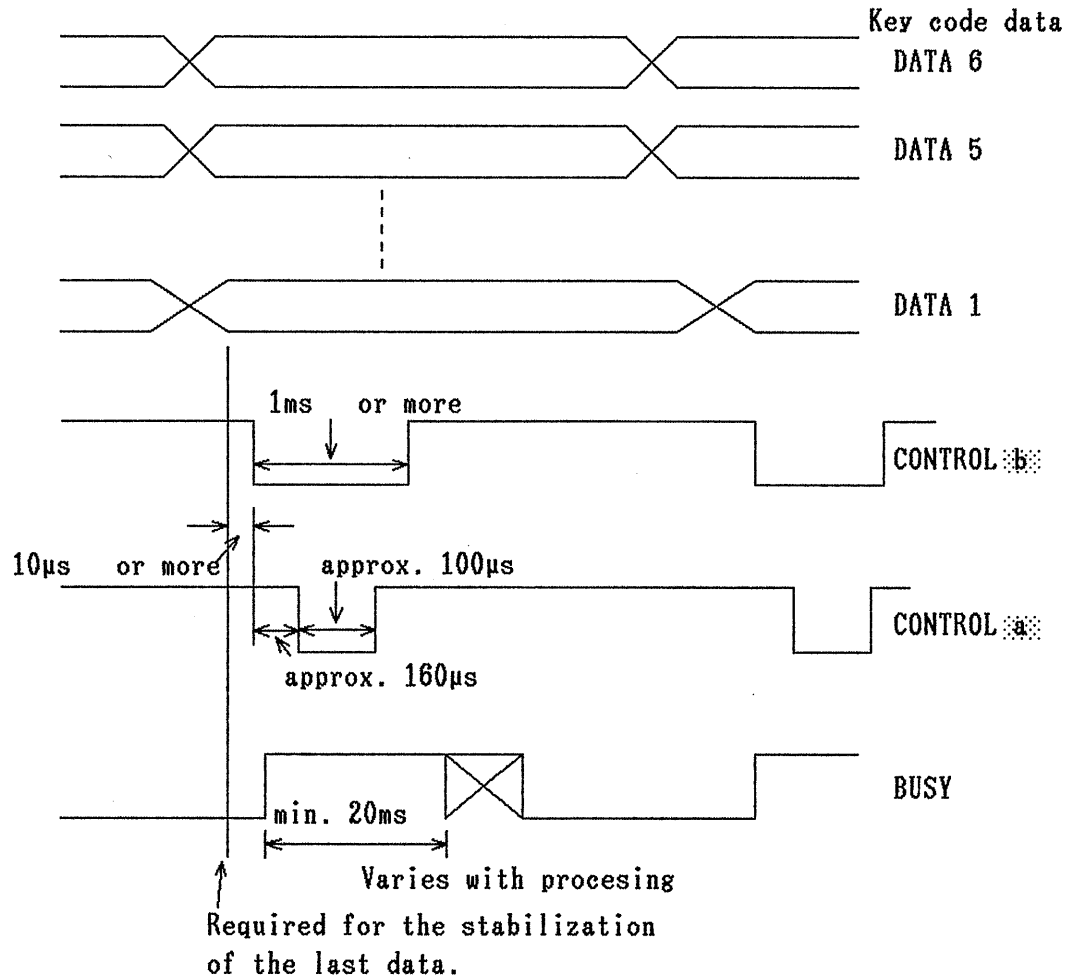 Key code data
DATA 6
DATA 5
DATA 1
1ms or more
CONTROL b
10µs or more
approx. 100µs
CONTROL a
approx. 160µs
BUSY
min. 20ms
Varies with procesing
Required for the stabilization
of the last data.